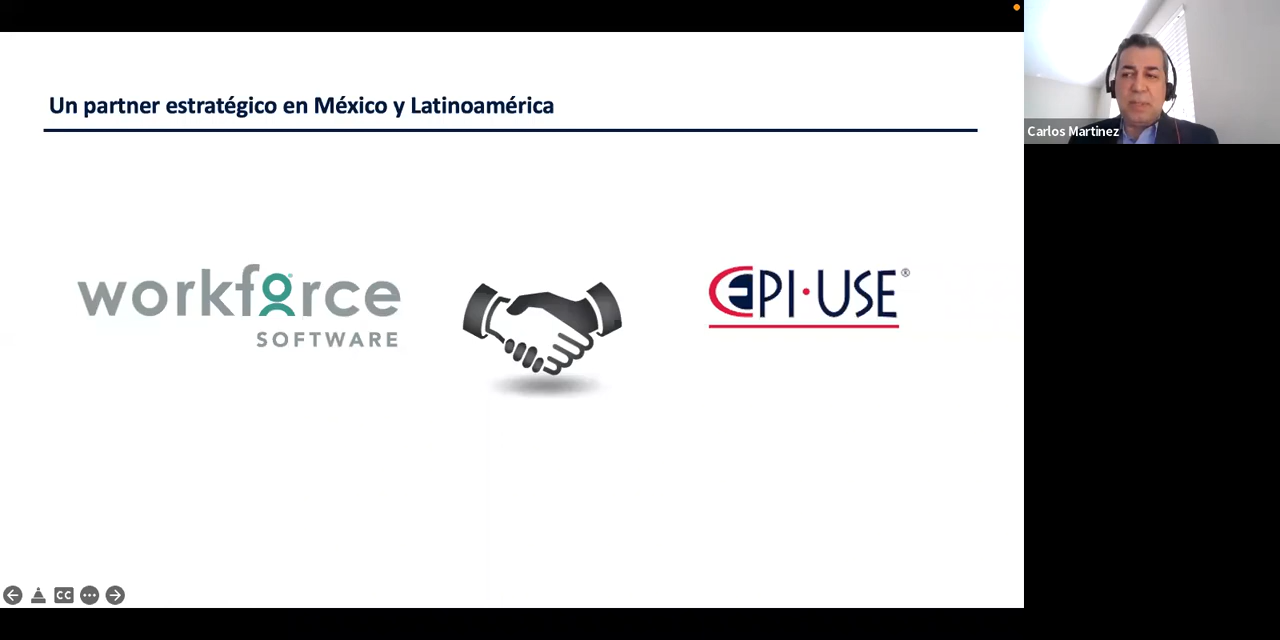 Un partner estratégico en México y Latinoamérica
Carlos Martinez
workforce
SOFTWARE
EPI·USE®
CC